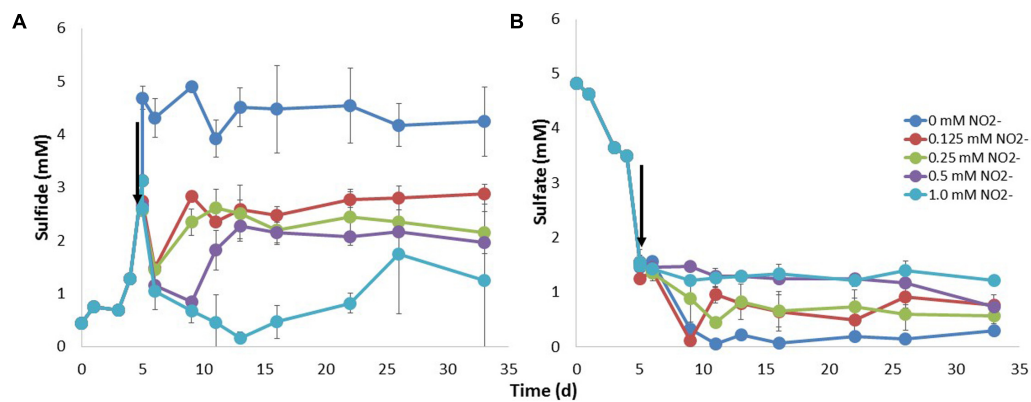 A
Sulfide (mM)
6
5
4
3
2
1
0
0 5 10 15 20 25 30 35
B
Sulfate (mM)
6
5
4
3
2
1
0
0 5 10 15 20 25 30 35
0 mM NO2-
0.125 mM NO2-
0.25 mM NO2-
0.5 mM NO2-
1.0 mM NO2-
Time (d)